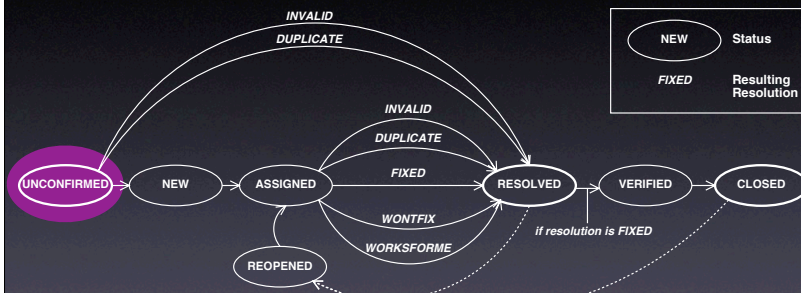 INVALID
DUPLICATE
NEW
Status
FIXED
Resulting
Resolution
INVALID
DUPLICATE
UNCONFIRMED
NEW
ASSIGNED
FIXED
RESOLVED
VERIFIED
CLOSED
WONTFIX
if resolution is FIXED
WORKSFORME
REOPENED